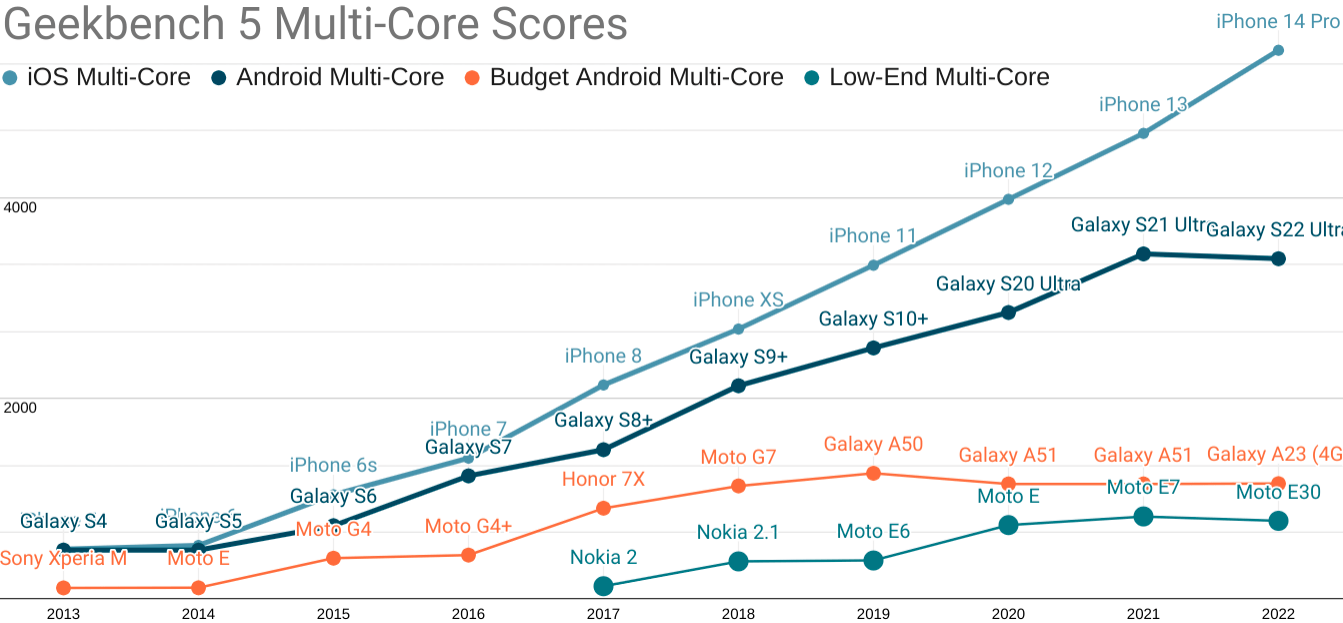 Geekbench 5 Multi-Core Scores
iPhone 14 Pro
iOS Multi-Core Android Multi-Core Budget Android Multi-Core Low-End Multi-Core
iPhone 13
iPhone 12
4000
Galaxy S21 Ultr Galaxy S22 Ultra
iPhone 11
Galaxy S20 Ultra
iPhone XS
Galaxy S10+
iPhone 8
Galaxy S9+
2000
Galaxy S8+
iPhone 7
Galaxy S7
Galaxy A50
Moto G7
Galaxy A51
Galaxy A51
Galaxy A23 (4G
iPhone 6s
Honor 7X
Galaxy S6
Moto E
Moto E7
Moto E30
Galaxy S4
Galaxy S5
Moto G4
Moto G4+
Nokia 2.1
Moto E6
Sony Xperia M
Moto E
Nokia 2
2013 2014 2015 2016 2017 2018 2019 2020 2021 2022